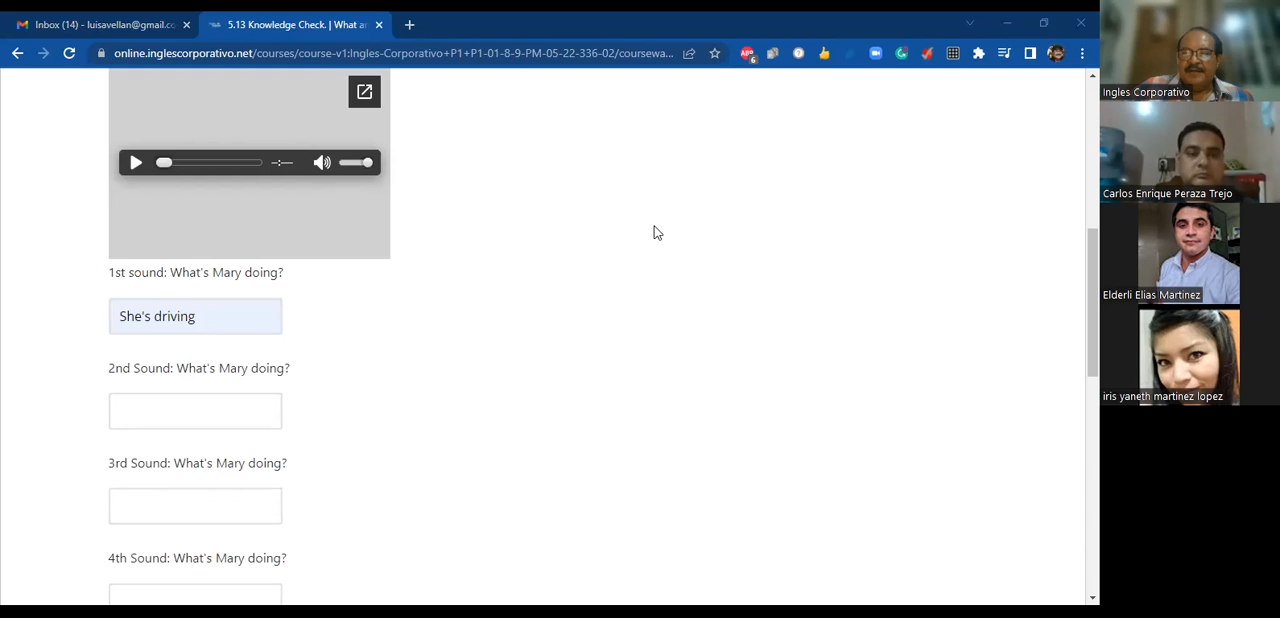 Inbox (14) - luisavellan@gmail.co
5.13 Knowledge Check. | What ar
online.inglescorporativo.net/courses/course-v1:Ingles-Corporativo+P1+P1-01-8-9-PM-05-22-336-02/coursewa...
6
Ingles Corporativo
Carlos Enrique Peraza Trejo
Elderli Elias Martinez
iris yaneth martinez lopez
-:--
1st sound: What's Mary doing?
She's driving
2nd Sound: What's Mary doing?
3rd Sound: What's Mary doing?
4th Sound: What's Mary doing?